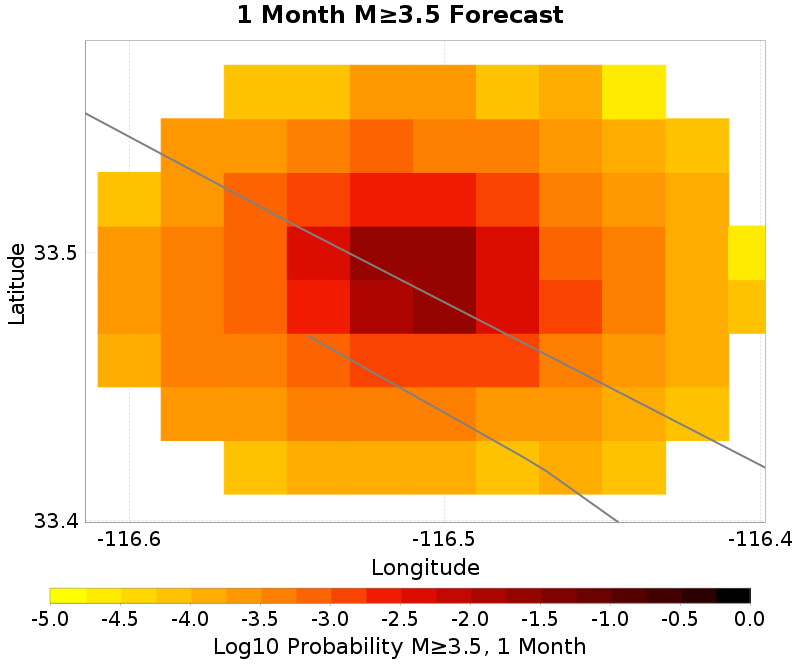 1 Month M≥3.5 Forecast
Latitude
33.5
33.4
-116.6 -116.5 -116.4
Longitude
-5.0 -4.5 -4.0 -3.5 -3.0 -2.5 -2.0 -1.5 -1.0 -0.5 0.0
Log10 Probability M≥3.5, 1 Month